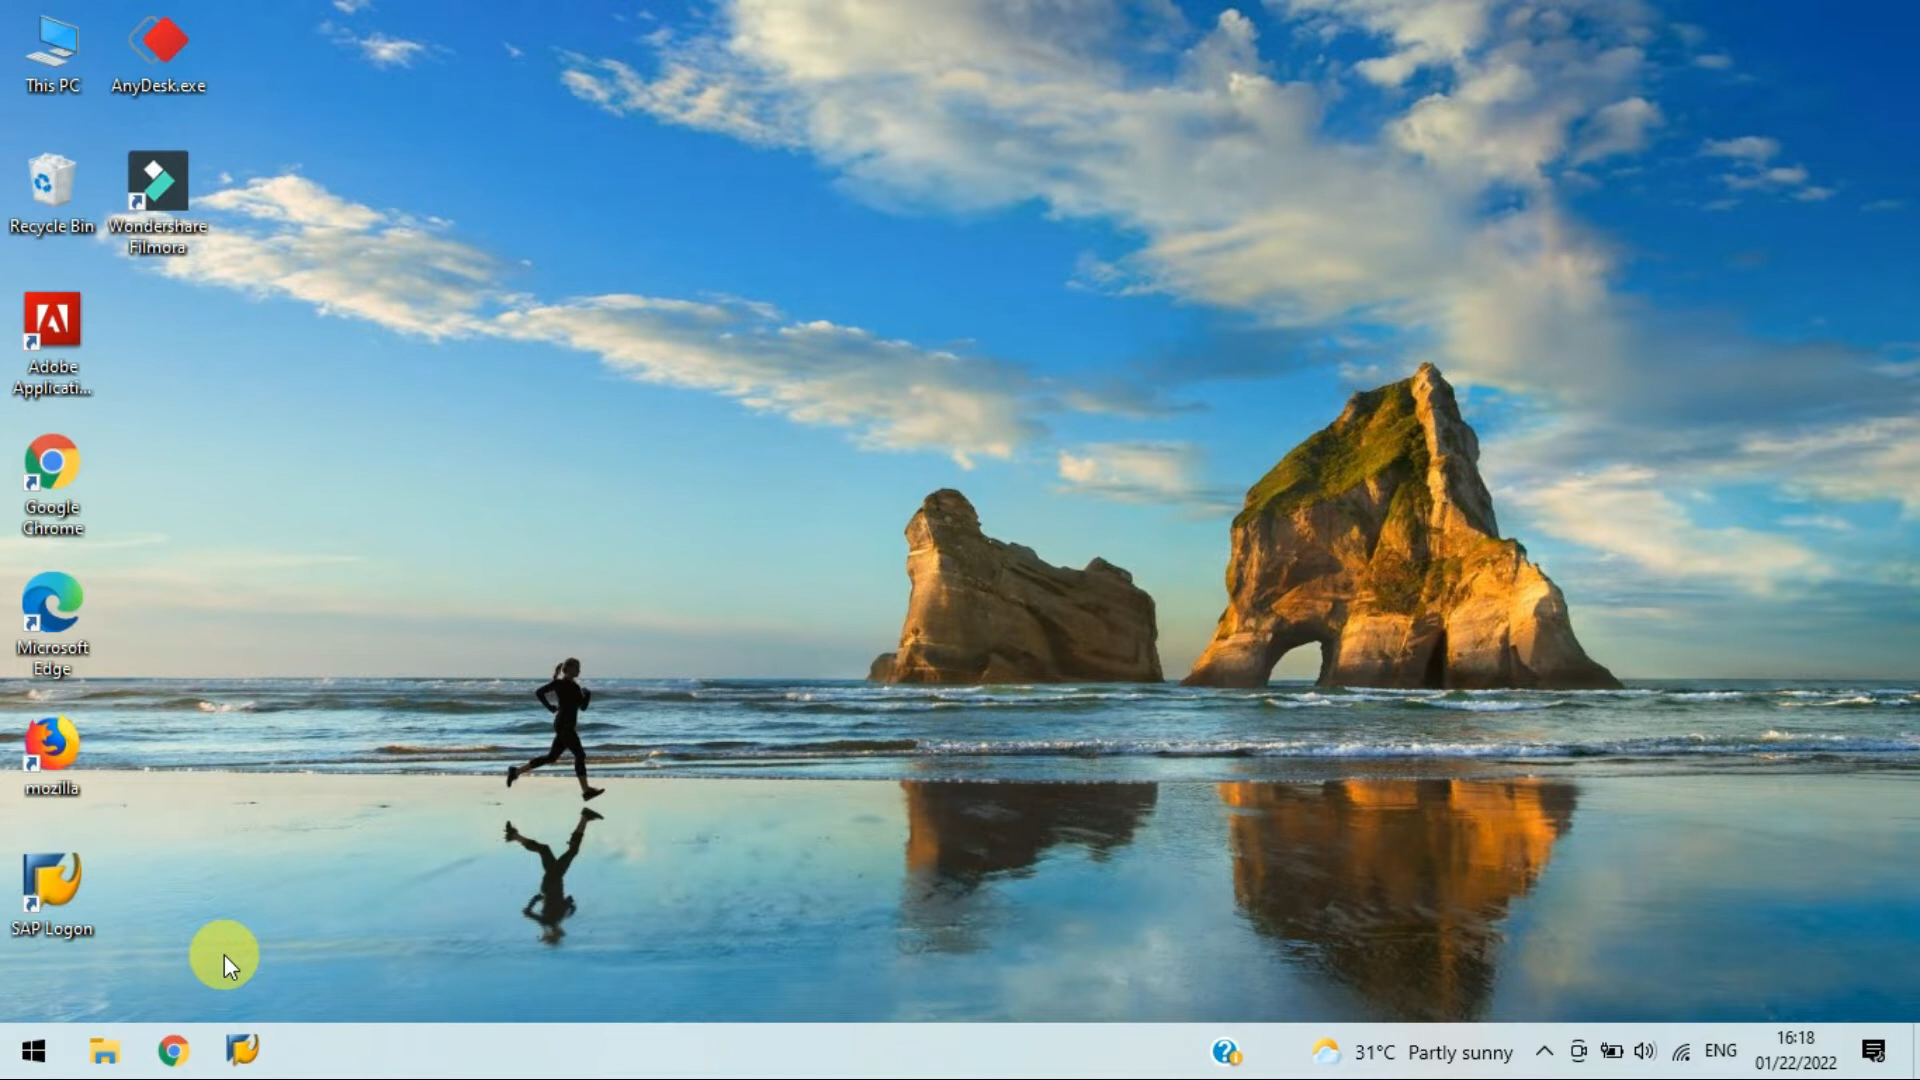 This PC
AnyDesk.exe
Recycle Bin
Wondershare
Filmora
Adobe
Applicati...
Google
Chrome
Microsoft
Edge
mozilla
SAP Logon
31°C Partly sunny
ENG
16:18
01/22/2022